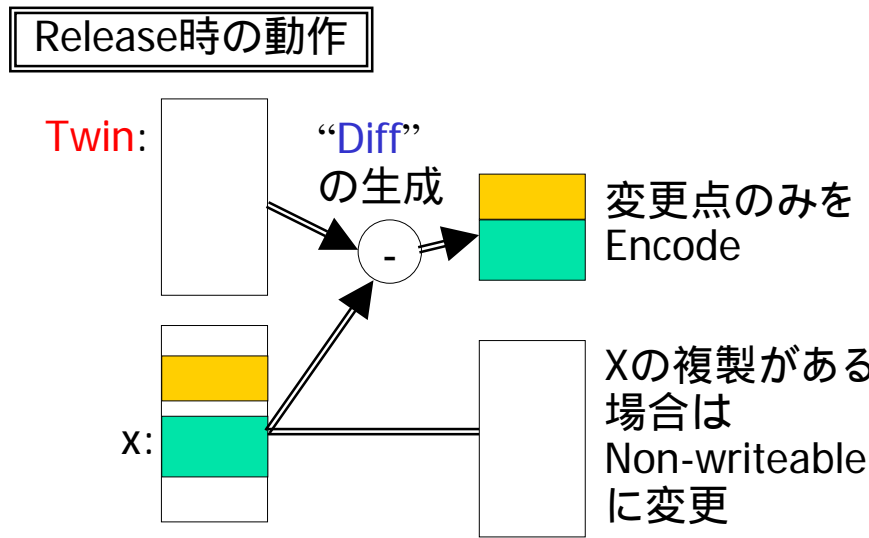 Release時の動作
Twin:
“Diff”
の生成
-
変更点のみを
Encode
x:
Xの複製がある
場合は
Non-writeable
に変更